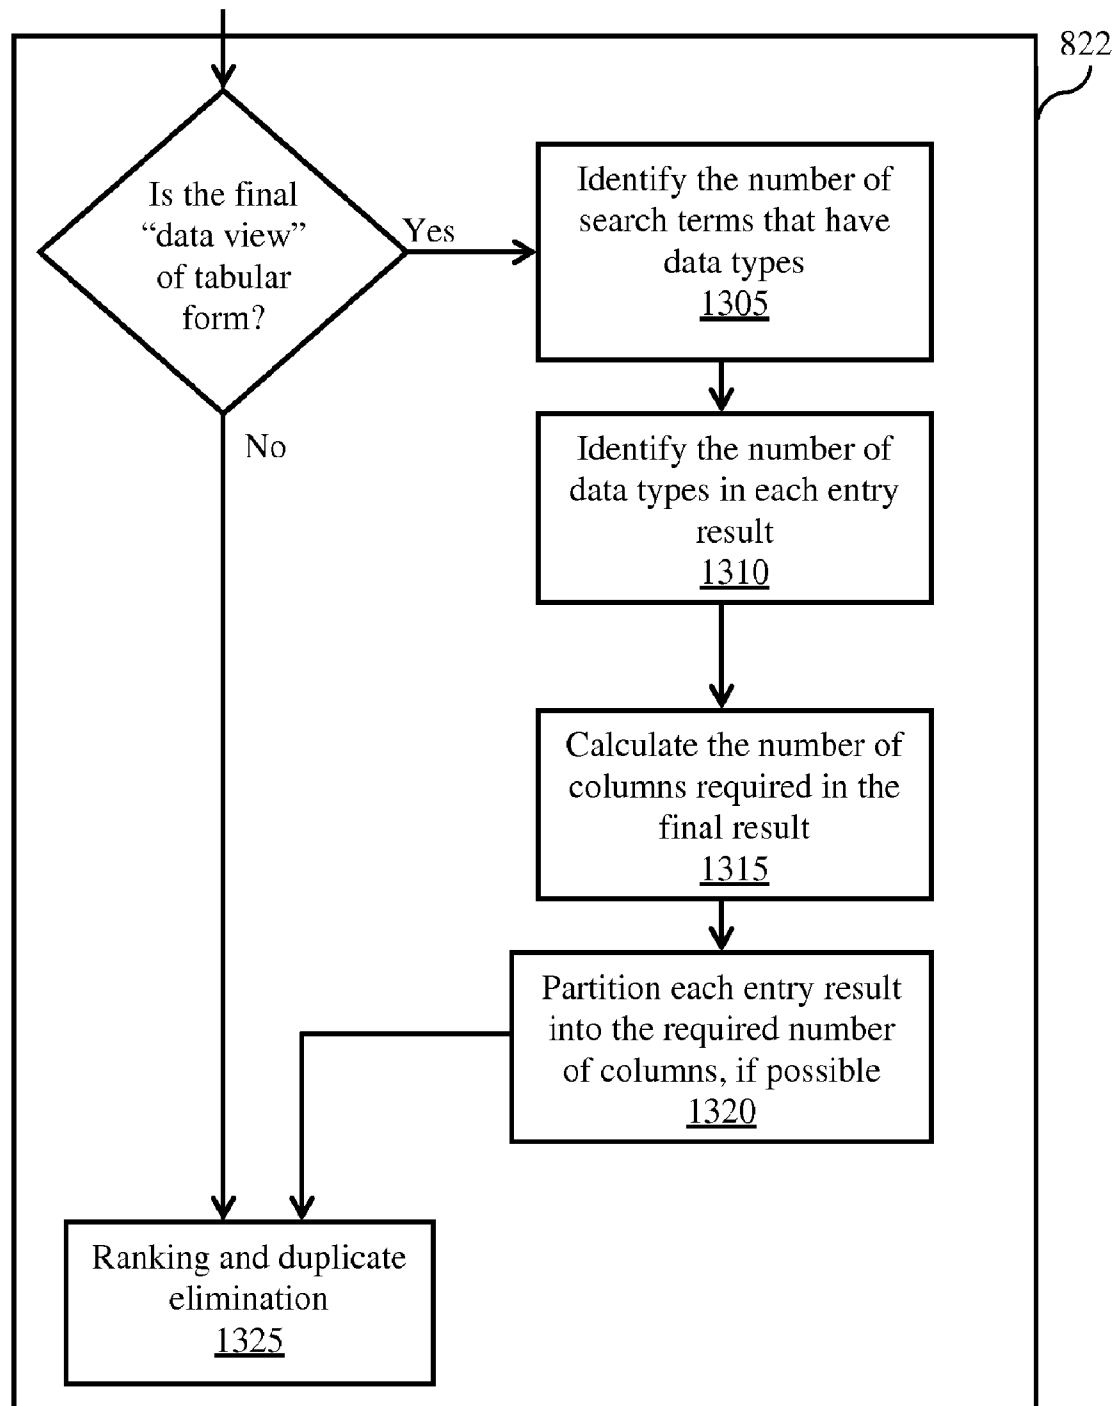 822
Is the final
“data view”
of tabular
form?
Yes
No
Identify the number of
search terms that have
data types
1305
Identify the number of
data types in each entry
result
1310
Calculate the number of
columns required in the
final result
1315
Partition each entry result
into the required number
of columns, if possible
1320
Ranking and duplicate
elimination
1325